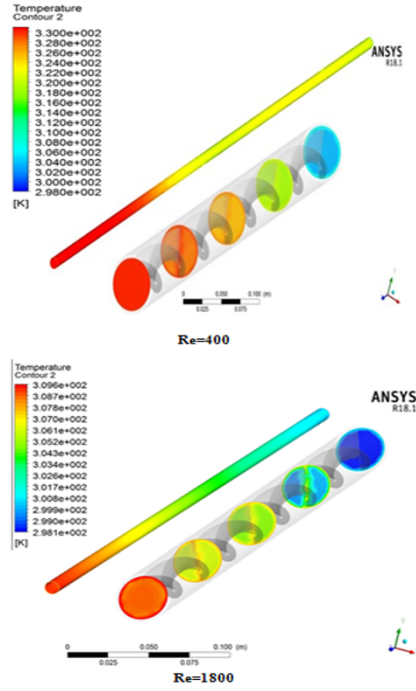 Temperature
Contour 2
3.300e+002
3.280e+002
3.260e+002
3.240e+002
3.220e+002
3.200e+002
3.180e+002
3.160e+002
3.140e+002
3.120e+002
3.100e+002
3.080e+002
3.060e+002
3.040e+002
3.020e+002
3.000e+002
2.980e+002
[K]
ANSYS
R18.1
0 0.050 0.100 (m)
0.025 0.075
Re=400
Temperature
Contour 2
3.096e+002
3.087e+002
3.078e+002
3.070e+002
3.061e+002
3.052e+002
3.043e+002
3.034e+002
3.026e+002
3.017e+002
3.008e+002
2.999e+002
2.990e+002
2.981e+002
[K]
ANSYS
R18.1
0 0.050 0.100 (m)
0.025 0.075
Re=1800